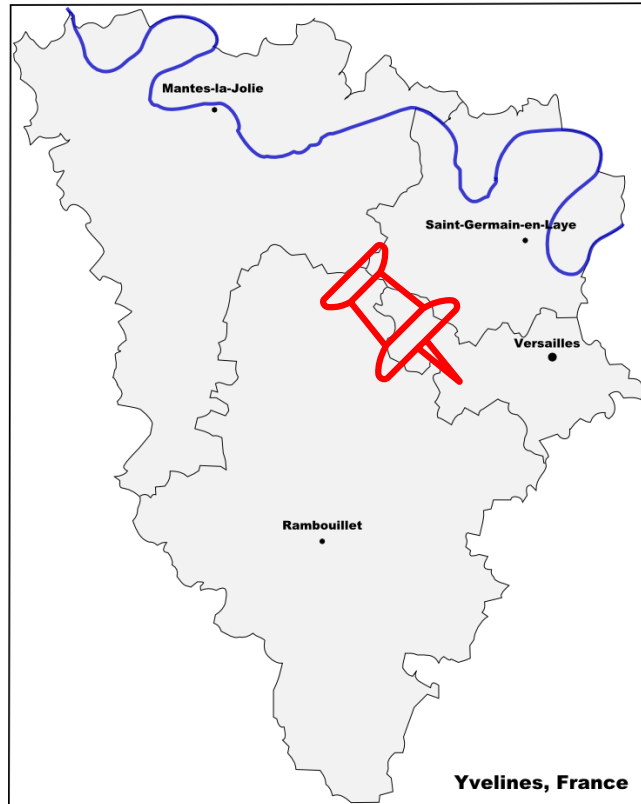 Mantes-la-Jolie
Saint-Germain-en-Laye
Versailles
Rambouillet
Yvelines, France